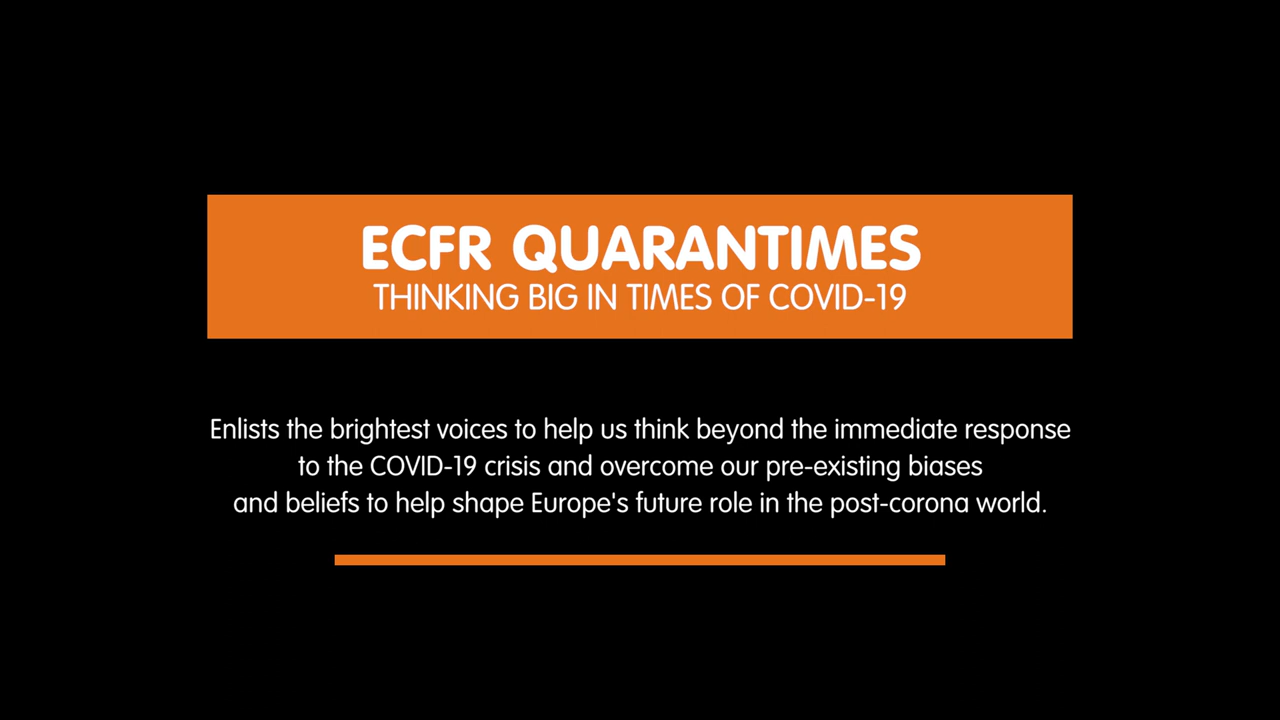 ECFR QUARANTIMES
THINKING BIG IN TIMES OF COVID-19
Enlists the brightest voices to help us think beyond the immediate response
to the COVID-19 crisis and overcome our pre-existing biases
and beliefs to help shape Europe's future role in the post-corona world.